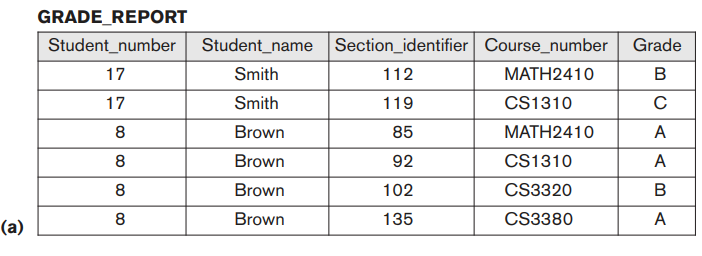 GRADE_REPORT
Student_number Student_name Section_identifier Course_number Grade
17 Smith 112 MATH2410 B
17 Smith 119 CS1310 C
8 Brown 85 MATH2410 A
8 Brown 92 CS1310 A
8 Brown 102 CS3320 B
8 Brown 135 CS3380 A
(a)